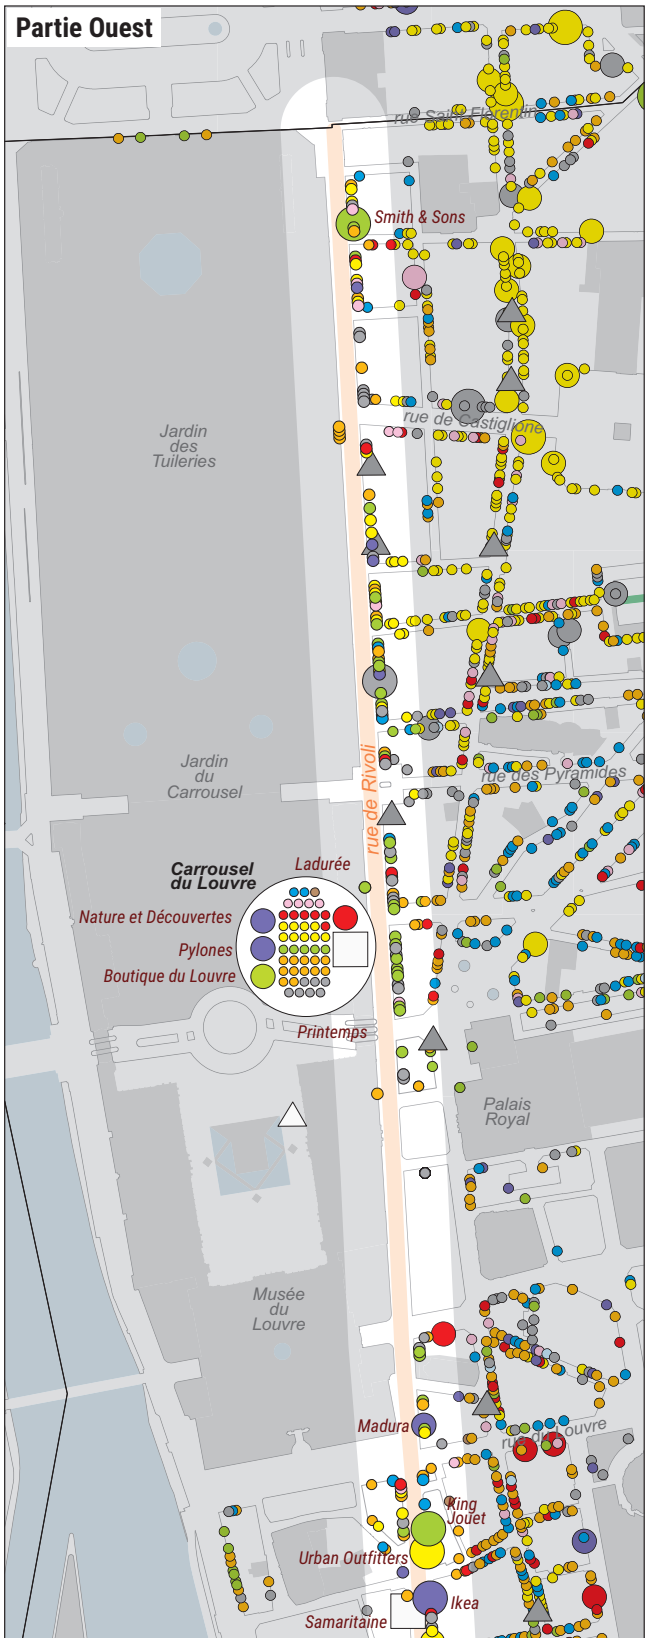 Partie Ouest
rue Saint Florentin
Smith & Sons
rue de Castiglione
Jardin
des
Tuileries
rue de Rivoli
Jardin
du
Carrousel
rue des Pyramides
Carrousel
du Louvre
Ladurée
Nature et Découvertes
Pylones
Boutique du Louvre
Printemps
Palais
Royal
Musée
du
Louvre
Madura
rue du Louvre
King
Jouet
Urban Outfitters
Ikea
Samaritaine